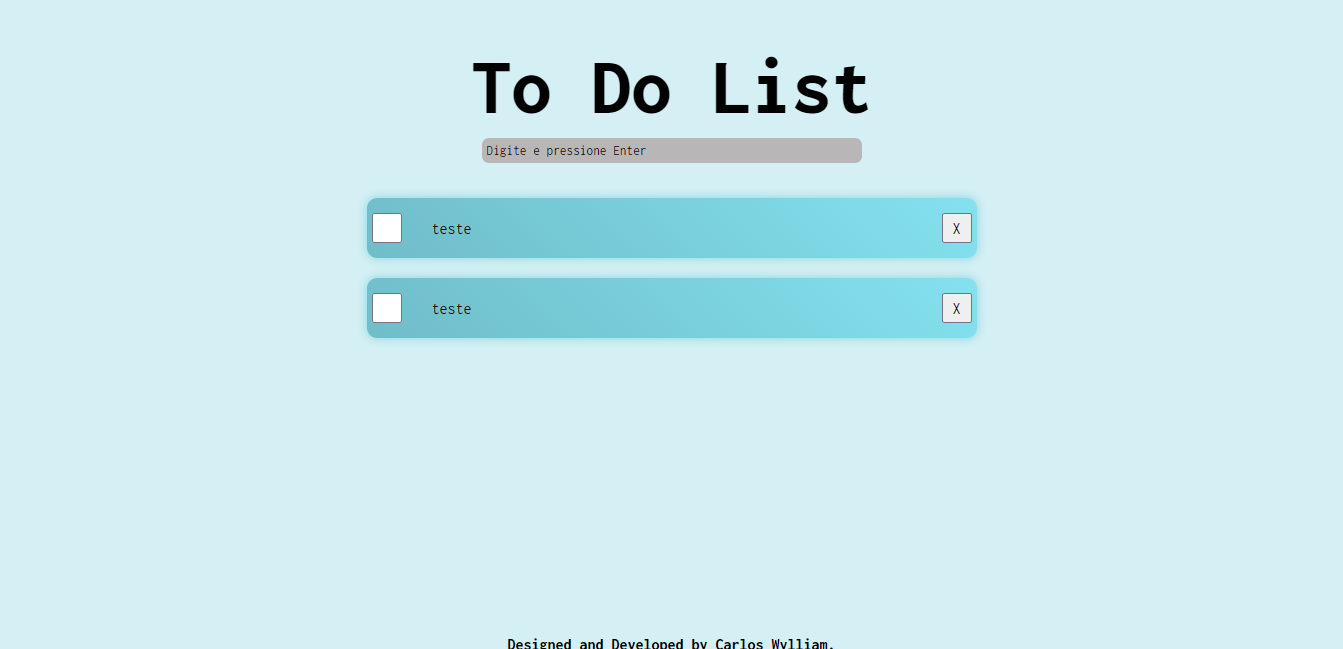 To Do List
Digite e pressione Enter
teste X
teste X
Designed and Developed by Carlos Wylliam.